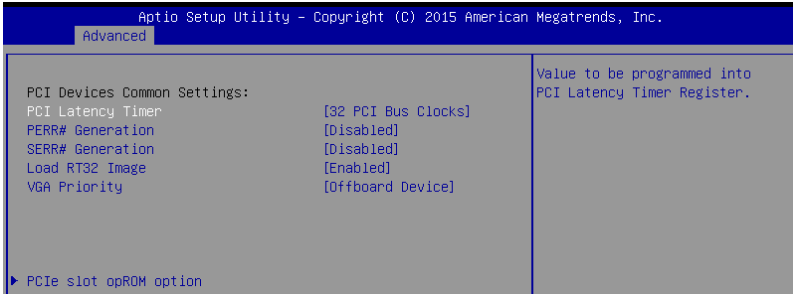 Aptio Setup Utility – Copyright (C) 2015 American Megatrends, Inc.
Advanced
PCI Devices Common Settings:
PCI Latency Timer [32 PCI Bus Clocks]
PERR# Generation [Disabled]
SERR# Generation [Disabled]
Load RT32 Image [Enabled]
VGA Priority [Offboard Device]
PCIe slot opROM option
Value to be programmed into
PCI Latency Timer Register.